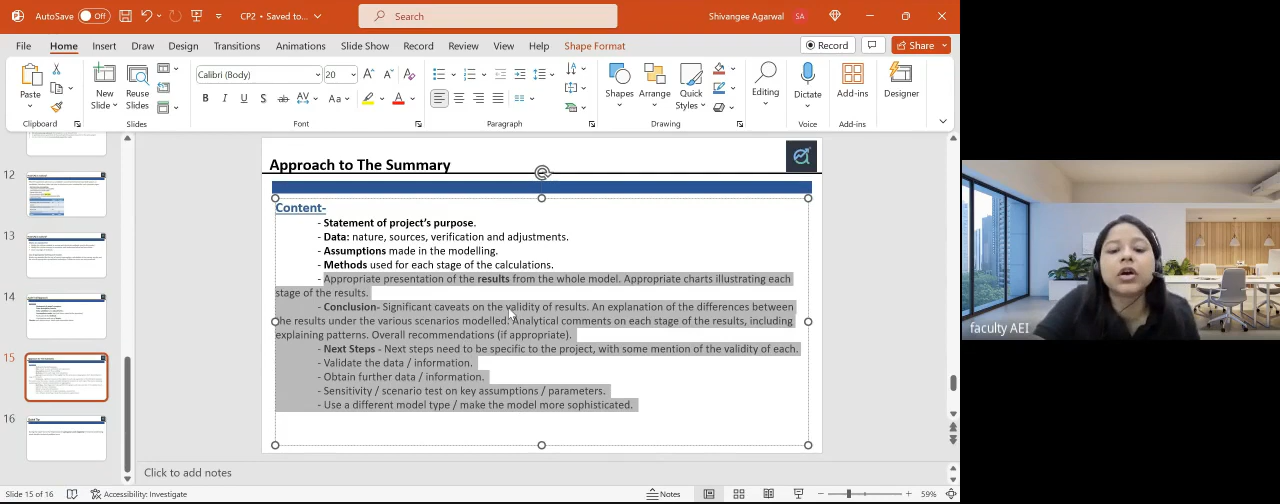 AutoSave Off CP2 • Saved to... Search Shivangee Agarwal SA
File Home Insert Draw Design Transitions Animations Slide Show Record Review View Help Shape Format Record Share
Calibri (Body) 20
Paste New Slide Reuse Slides Shapes Arrange Quick Styles Editing Dictate Add-ins Designer
Clipboard Slides Font Paragraph Drawing Voice Add-ins
12
13
14
15
16
Approach to The Summary
Content-
- Statement of project's purpose.
- Data: nature, sources, verification and adjustments.
- Assumptions made in the modelling.
- Methods used for each stage of the calculations.
- Appropriate presentation of the results from the whole model. Appropriate charts illustrating each
stage of the results.
- Conclusion- Significant caveats on the validity of results. An explanation of the differences between
the results under the various scenarios modelled. Analytical comments on each stage of the results, including
explaining patterns. Overall recommendations (if appropriate).
- Next Steps - Next steps need to be specific to the project, with some mention of the validity of each.
- Validate the data / information.
- Obtain further data / information.
- Sensitivity / scenario test on key assumptions / parameters.
- Use a different model type / make the model more sophisticated.
faculty AEI
Click to add notes
Slide 15 of 16 Accessibility: Investigate Notes 59%